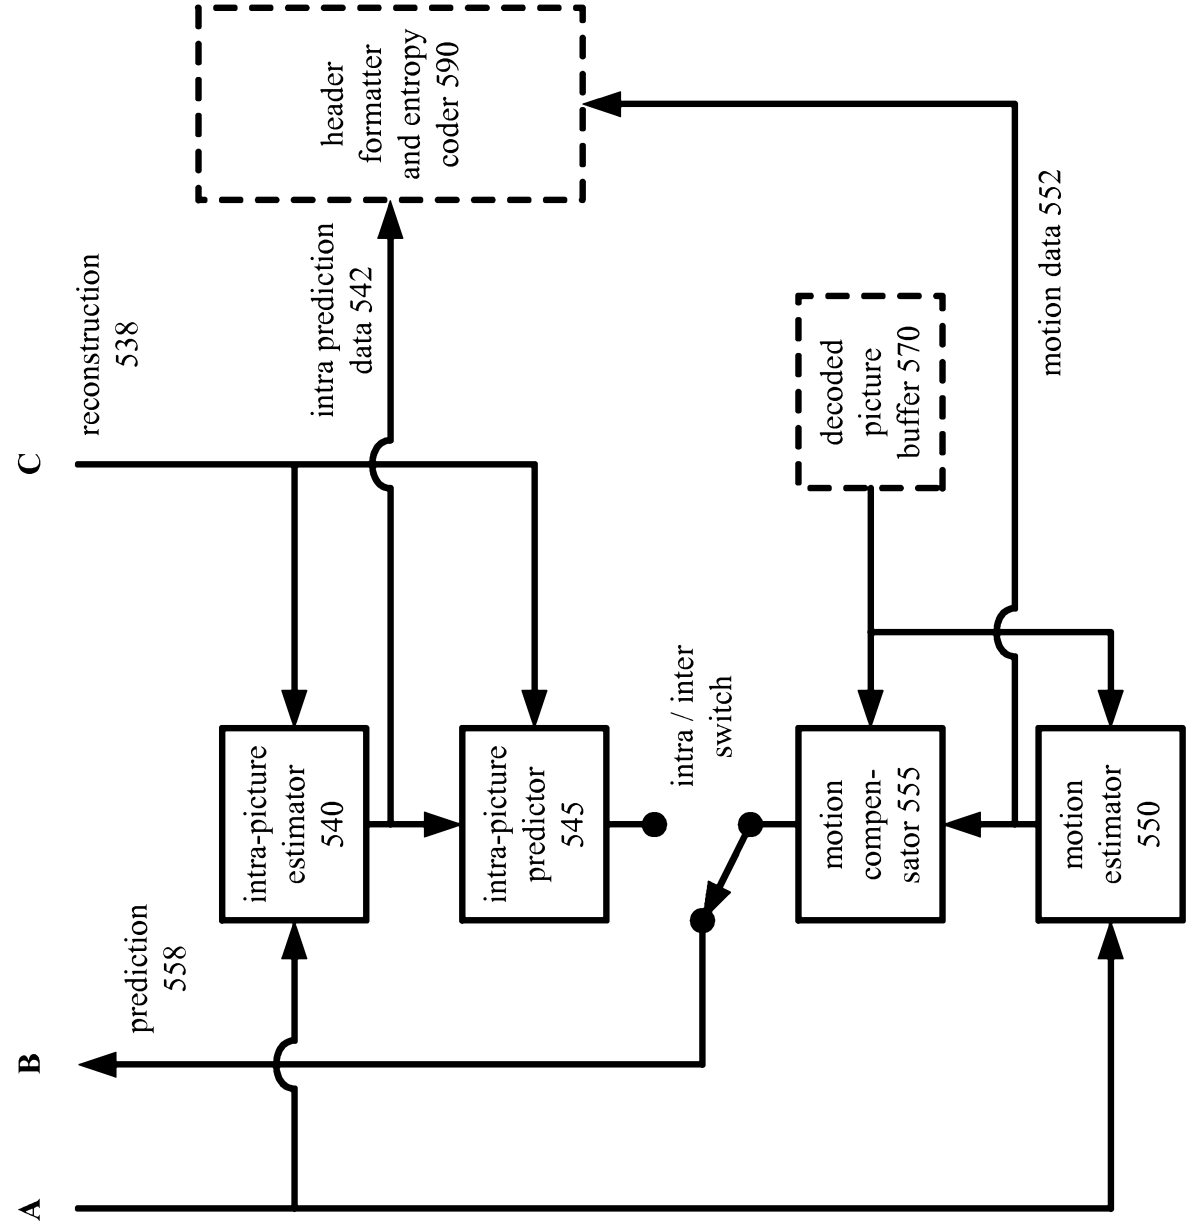 A
B
C
prediction
558
reconstruction
538
intra-picture
estimator
540
intra prediction
data 542
header
formatter
and entropy
coder 590
intra-picture
predictor
545
intra / inter
switch
motion
compen-
sator 555
decoded
picture
buffer 570
motion
estimator
550
motion data 552